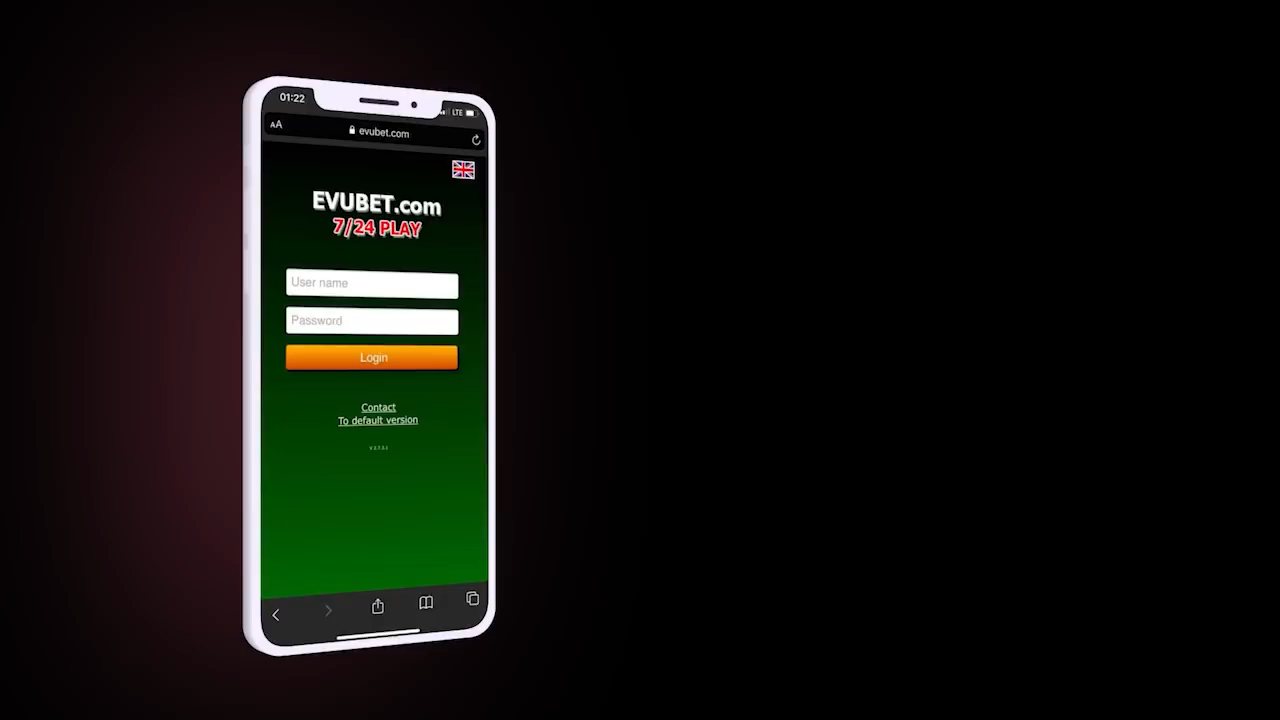 01:22
LTE
AA
evubet.com
EVUBET.com
7/24 PLAY
User name
Password
Login
Contact
To default version